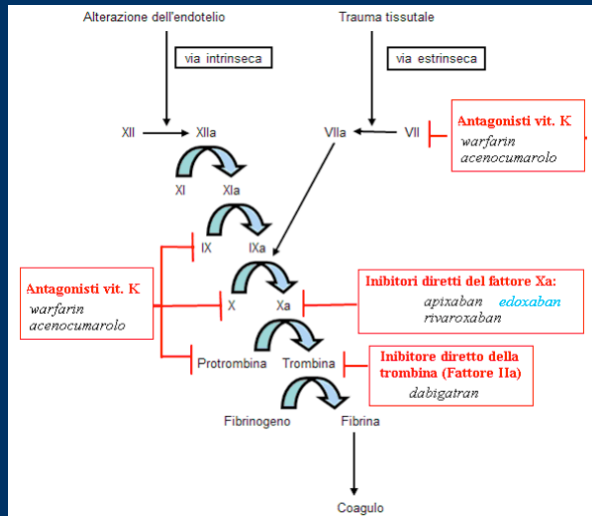 Alterazione dell'endotelio
Trauma tissutale
via intrinseca
via estrinseca
XII
XIIa
VIIa
VII
Antagonisti vit. K
warfarin
acenocumarolo
XI
XIa
IX
IXa
Antagonisti vit. K
warfarin
acenocumarolo
X
Xa
Inibitori diretti del fattore Xa:
apixaban edoxaban
rivaroxaban
Protrombina
Trombina
Inibitore diretto della
trombina (Fattore IIa)
dabigatran
Fibrinogeno
Fibrina
Coagulo